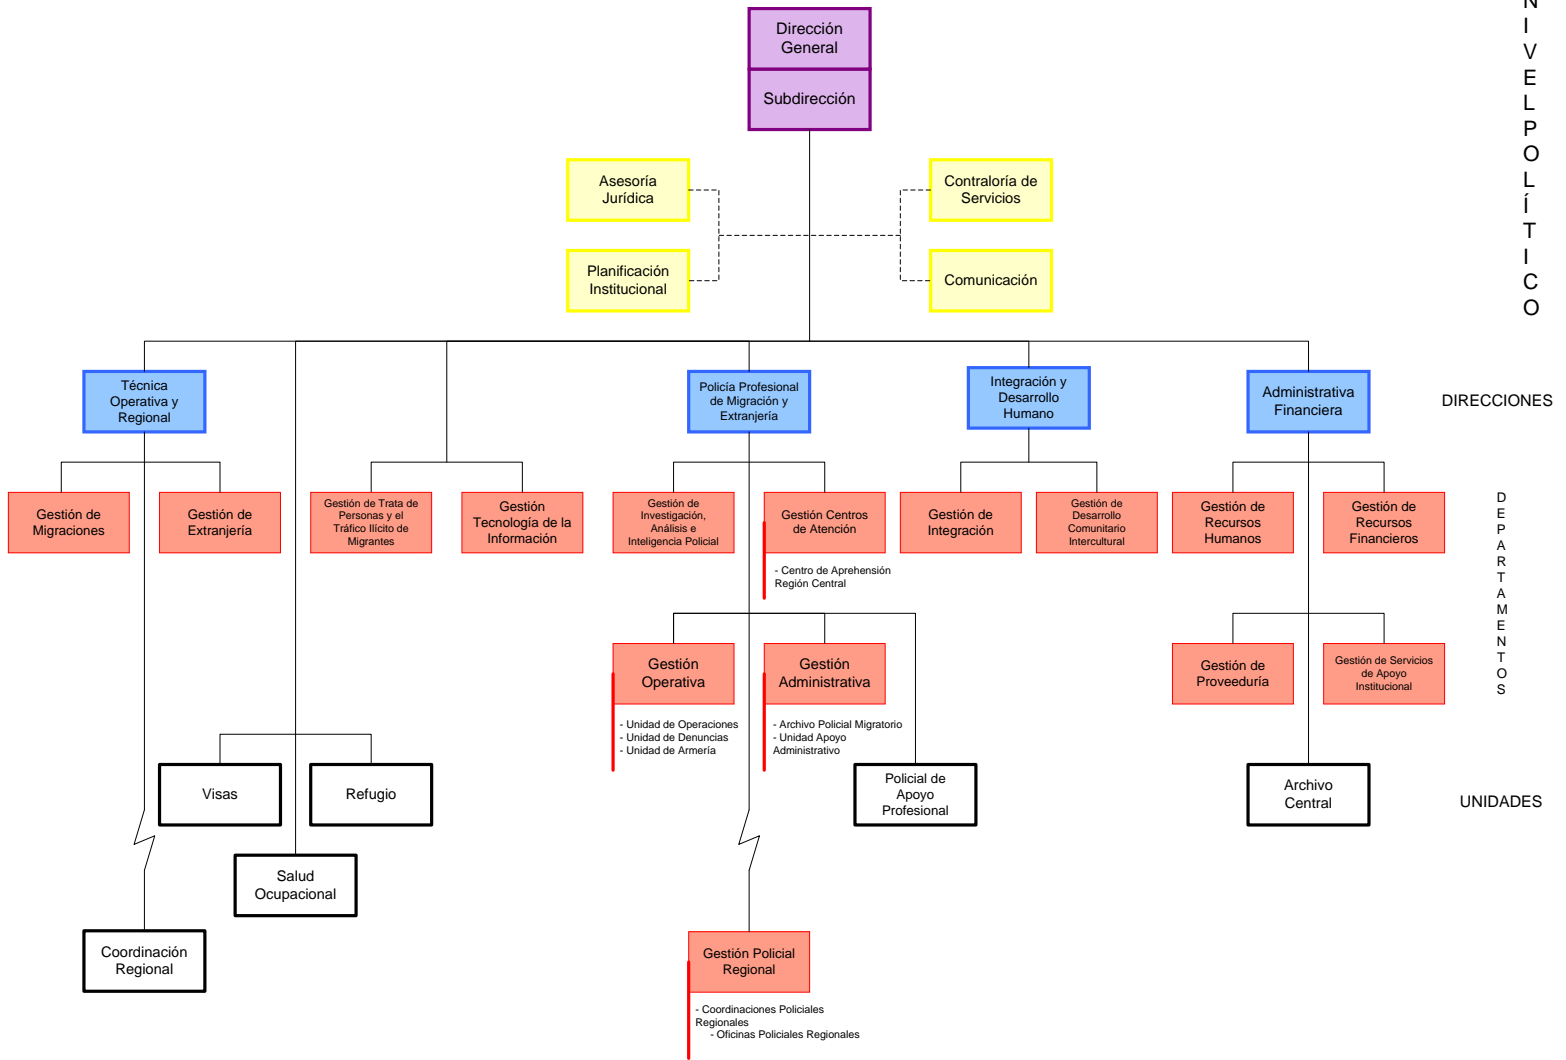 Dirección
General
Subdirección
N
I
V
E
L
P
O
L
Í
T
I
C
O
Asesoría
Jurídica
Contraloría de
Servicios
Planificación
Institucional
Comunicación
Técnica
Operativa y
Regional
Policía Profesional
de Migración y
Extranjería
Integración y
Desarrollo
Humano
Administrativa
Financiera
DIRECCIONES
Gestión de
Migraciones
Gestión de
Extranjería
Gestión de Trata de
Personas y el
Tráfico Ilícito de
Migrantes
Gestión
Tecnología de la
Información
Gestión de
Investigación,
Análisis e
Inteligencia Policial
Gestión Centros
de Atención
- Centro de Aprehensión
Región Central
Gestión de
Integración
Gestión de
Desarrollo
Comunitario
Intercultural
Gestión de
Recursos
Humanos
Gestión de
Recursos
Financieros
D
E
P
A
R
T
A
M
E
N
T
O
S
Gestión
Operativa
- Unidad de Operaciones
- Unidad de Denuncias
- Unidad de Armería
Gestión
Administrativa
- Archivo Policial Migratorio
- Unidad Apoyo
Administrativo
Gestión de
Proveeduría
Gestión de Servicios
de Apoyo
Institucional
Visas
Refugio
Policial de
Apoyo
Profesional
Archivo
Central
UNIDADES
Salud
Ocupacional
Coordinación
Regional
Gestión Policial
Regional
- Coordinaciones Policiales
Regionales
- Oficinas Policiales Regionales